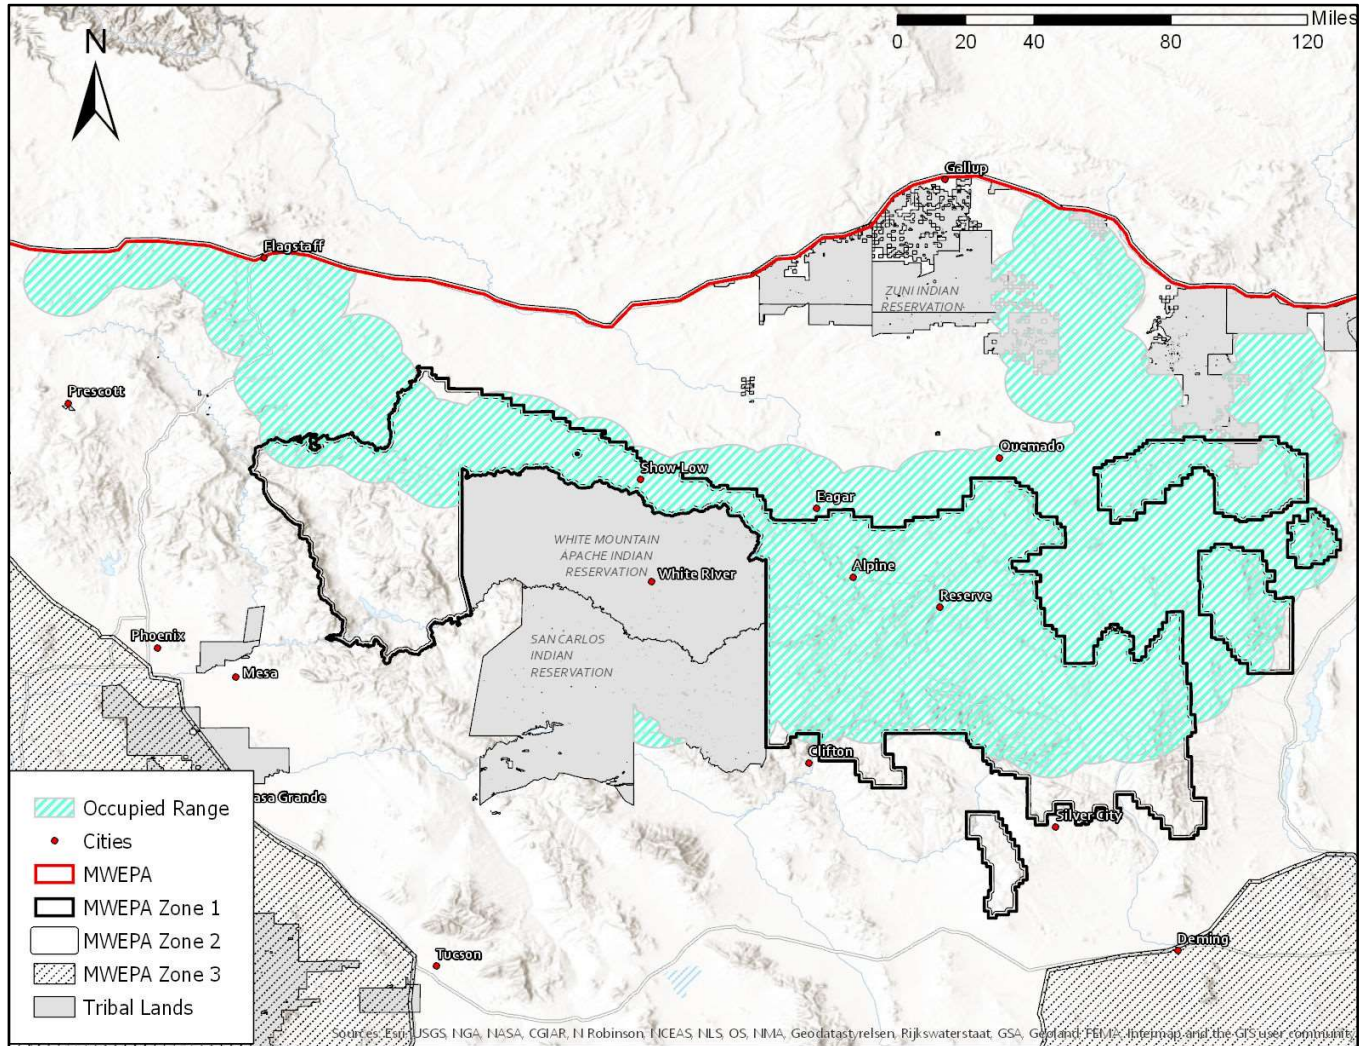 Miles
0 20 40 80 120
N
Gallup
Flagstaff
ZUNI INDIAN
RESERVATION
Prescott
Quemado
Show Low
Eagar
WHITE MOUNTAIN
APACHE INDIAN
RESERVATION
White River
Alpine
Reserve
Phoenix
SAN CARLOS
INDIAN
RESERVATION
Mesa
Clifton
asa Grande
Silver City
Tucson
Deming
Occupied Range
Cities
MWEPA
MWEPA Zone 1
MWEPA Zone 2
MWEPA Zone 3
Tribal Lands
Sources: Esri, USGS, NGA, NASA, CGIAR, N Robinson, NCEAS, NLS, OS, NMA, Geodatastyrelsen, Rijkswaterstaat, GSA, Geoland, FEMA, Intermap and the GIS user community